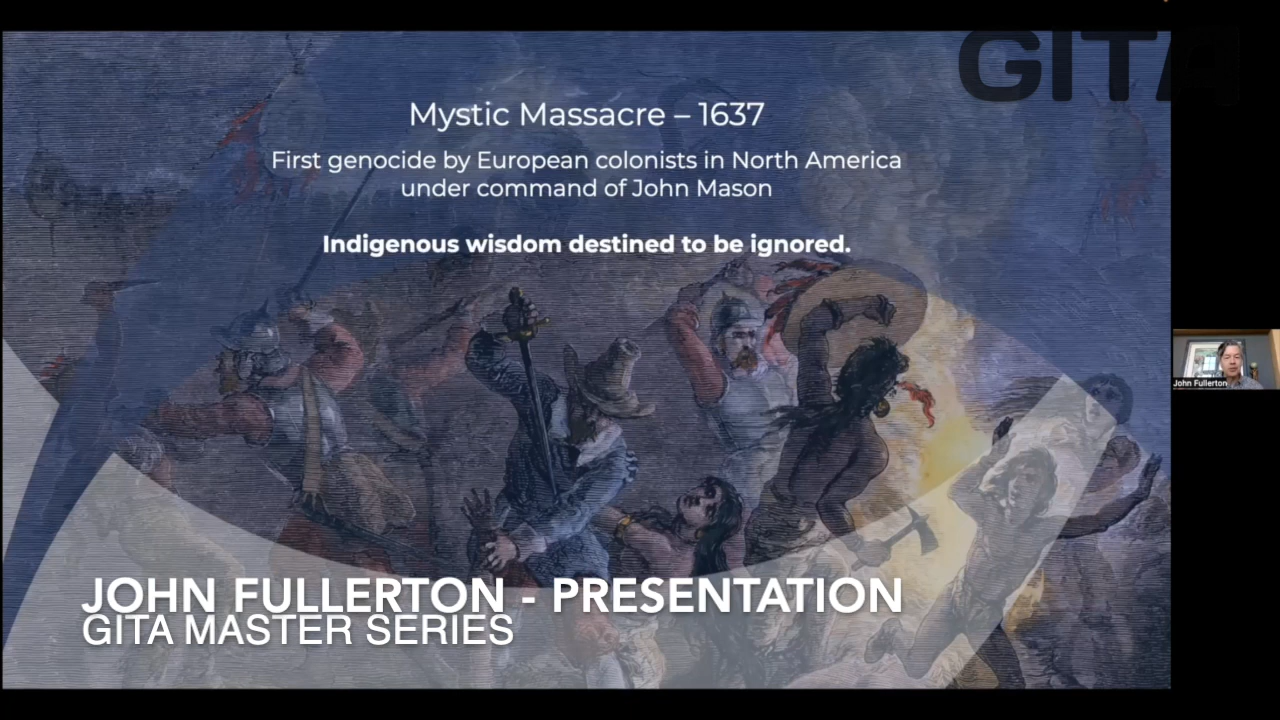 GITA
Mystic Massacre – 1637
First genocide by European colonists in North America
under command of John Mason
Indigenous wisdom destined to be ignored.
John Fullerton
JOHN FULLERTON - PRESENTATION
GITA MASTER SERIES